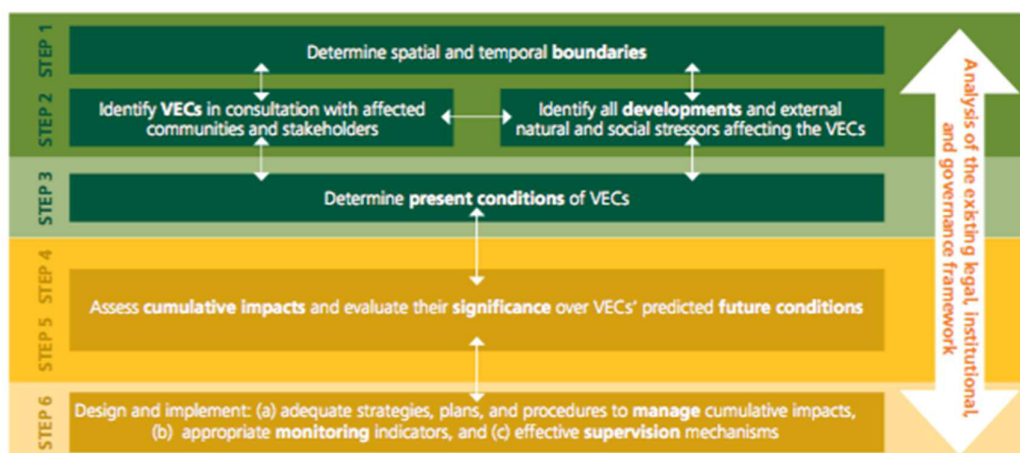 STEP 1
Determine spatial and temporal boundaries
STEP 2
Identify VECs in consultation with affected
communities and stakeholders
Identify all developments and external
natural and social stressors affecting the VECs
STEP 3
Determine present conditions of VECs
STEP 4
STEP 5
Assess cumulative impacts and evaluate their significance over VECs' predicted future conditions
STEP 6
Design and implement: (a) adequate strategies, plans, and procedures to manage cumulative impacts,
(b) appropriate monitoring indicators, and (c) effective supervision mechanisms
Analysis of the existing legal, institutional,
and governance framework